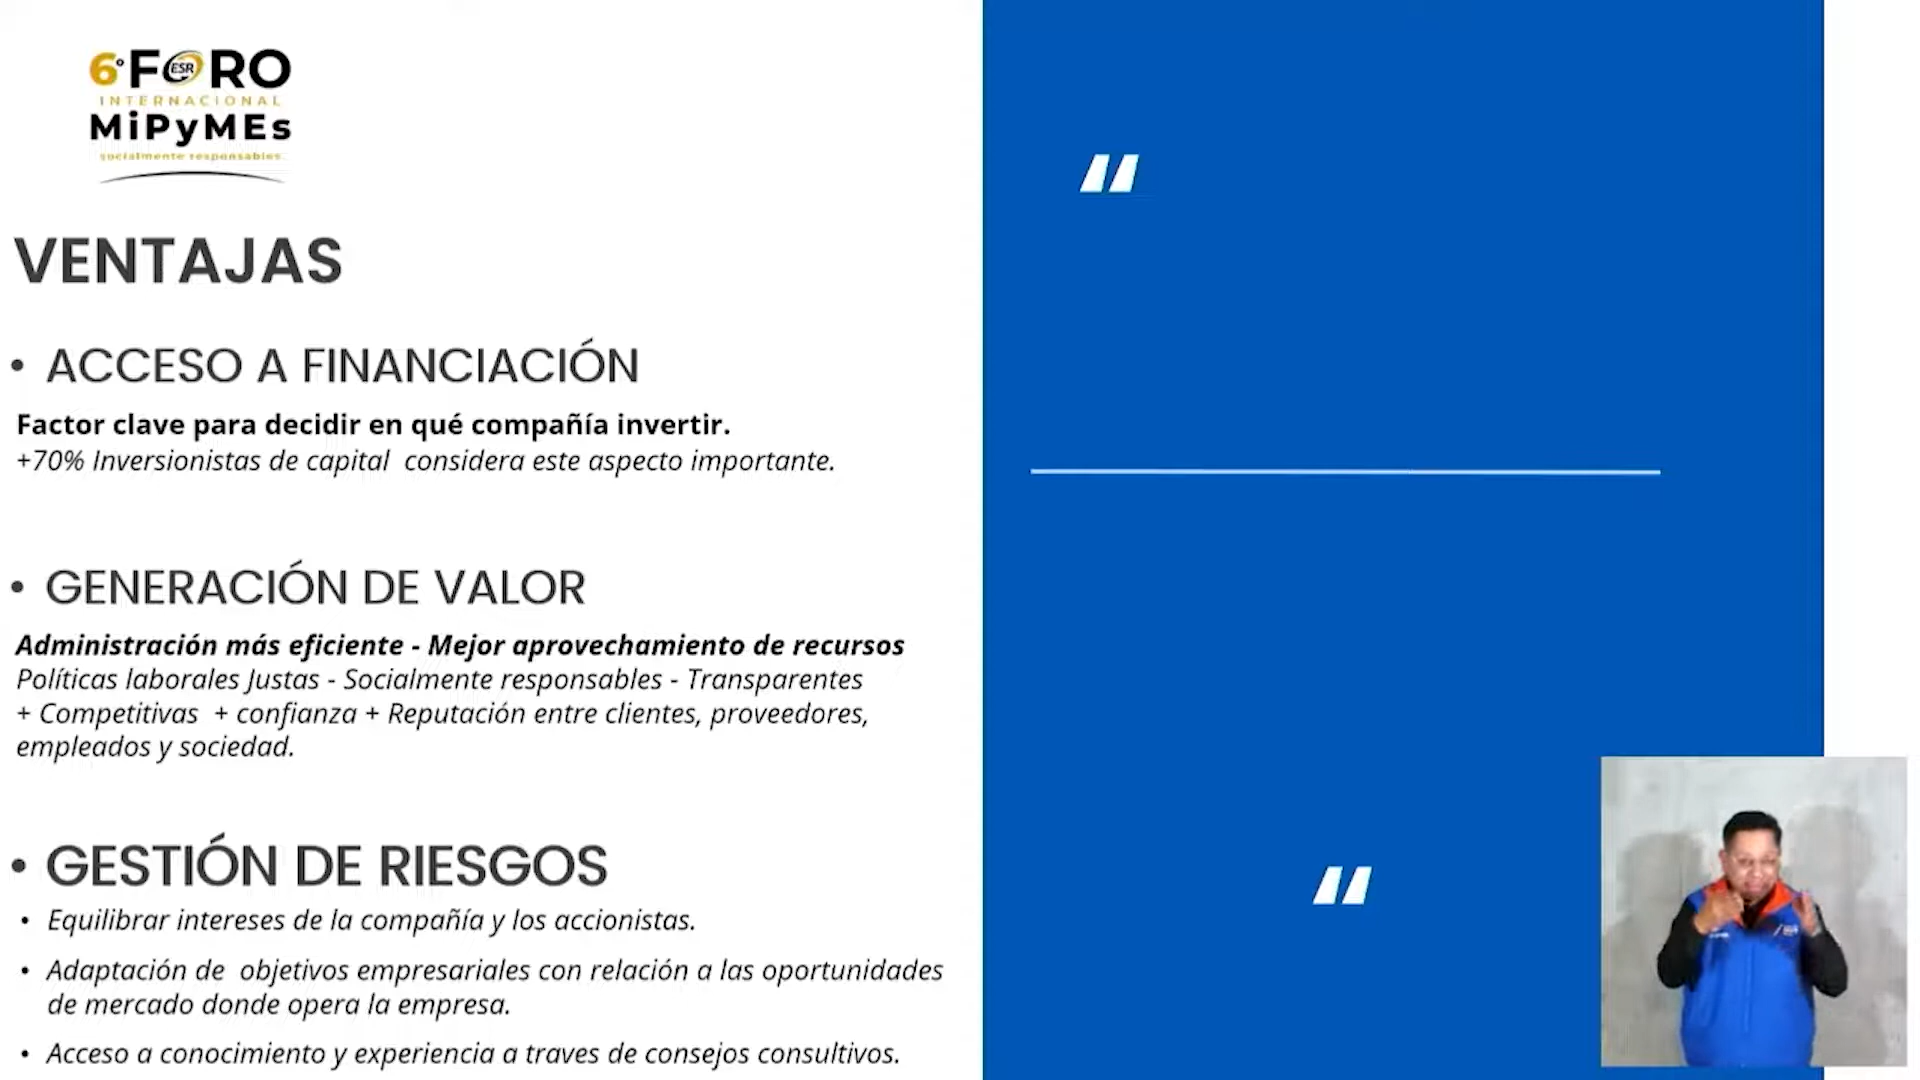 6° FORO
ESR
INTERNACIONAL
MiPyMEs
socialmente responsables.
VENTAJAS
• ACCESO A FINANCIACIÓN
Factor clave para decidir en qué compañía invertir.
+70% Inversionistas de capital considera este aspecto importante.
• GENERACIÓN DE VALOR
Administración más eficiente - Mejor aprovechamiento de recursos
Políticas laborales Justas - Socialmente responsables - Transparentes
+ Competitivas + confianza + Reputación entre clientes, proveedores,
empleados y sociedad.
• GESTIÓN DE RIESGOS
• Equilibrar intereses de la compañía y los accionistas.
• Adaptación de objetivos empresariales con relación a las oportunidades
de mercado donde opera la empresa.
• Acceso a conocimiento y experiencia a traves de consejos consultivos.
“
“